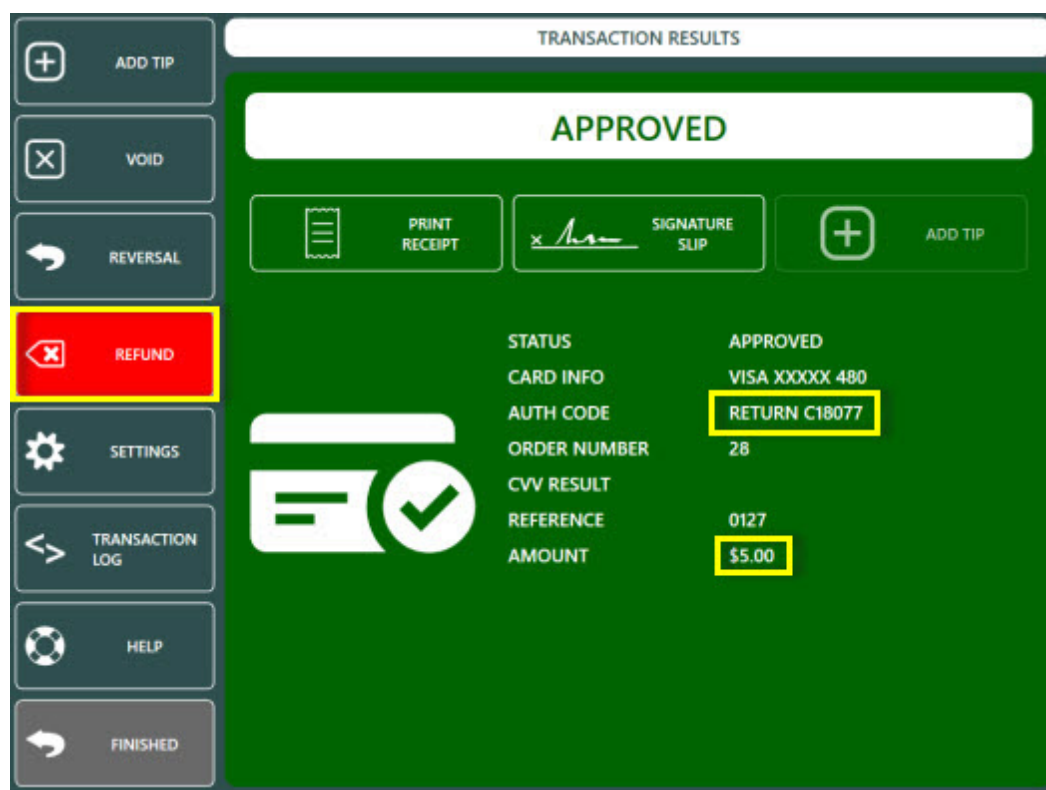 ADD TIP
VOID
REVERSAL
REFUND
SETTINGS
TRANSACTION
LOG
HELP
FINISHED
TRANSACTION RESULTS
APPROVED
PRINT
RECEIPT
SIGNATURE
SLIP
ADD TIP
STATUS APPROVED
CARD INFO VISA XXXXX 480
AUTH CODE RETURN C18077
ORDER NUMBER 28
CVV RESULT
REFERENCE 0127
AMOUNT $5.00